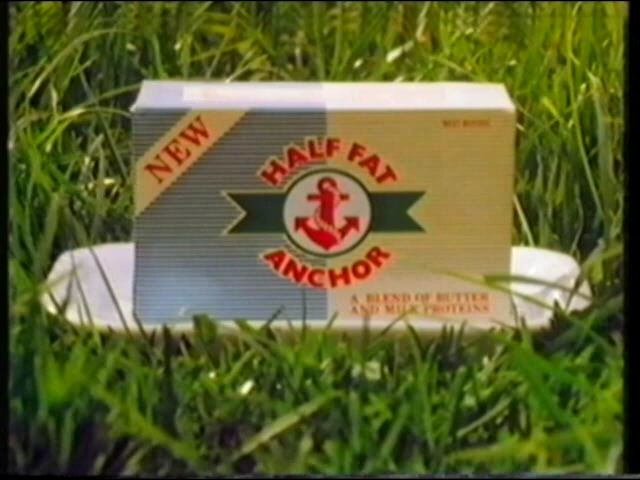 NEW
HALF FAT
ANCHOR
A BLEND OF BUTTER
AND MILK PROTEINS